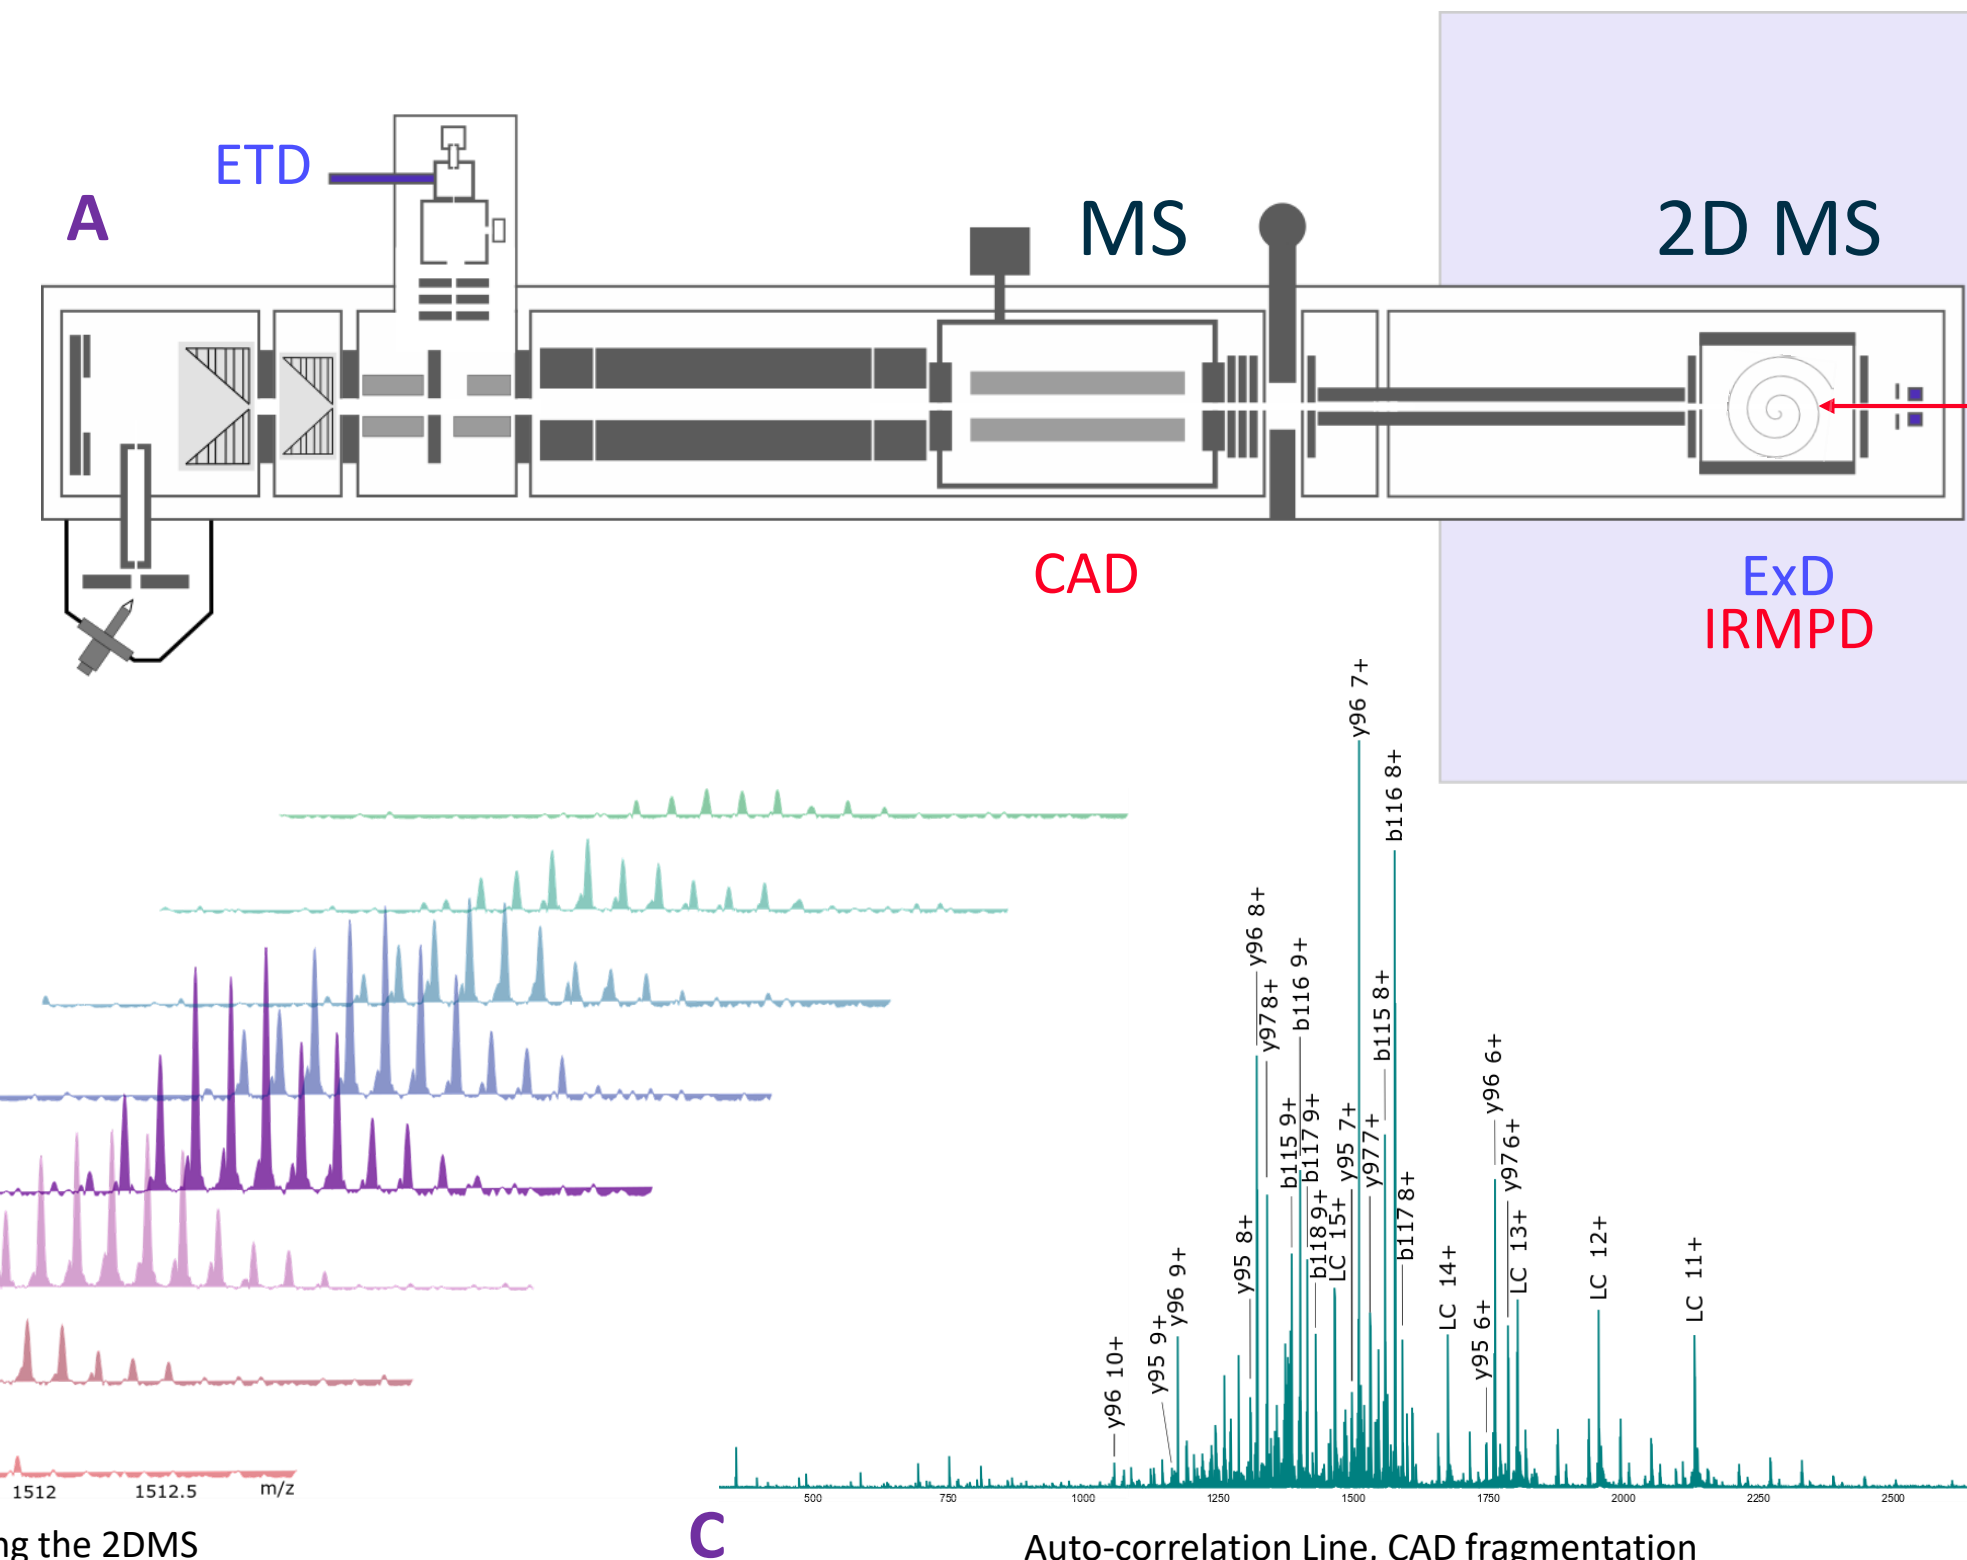 ETD
A
MS
2D MS
CAD
ExD
IRMPD
y96 7+
b116 8+
y96 8+
y97 8+
b116 9+
b115 8+
b115 9+
b117 9+
b118 9+
LC 15+
y95 7+
y97 7+
b117 8+
y96 6+
y97 6+
LC 13+
y95 8+
y96 9+
y95 9+
y96 10+
LC 14+
y95 6+
LC 12+
LC 11+
1512
1512.5
m/z
500
750
1000
1250
1500
1750
2000
2250
2500
ng the 2DMS
C
Auto-correlation Line. CAD fragmentation